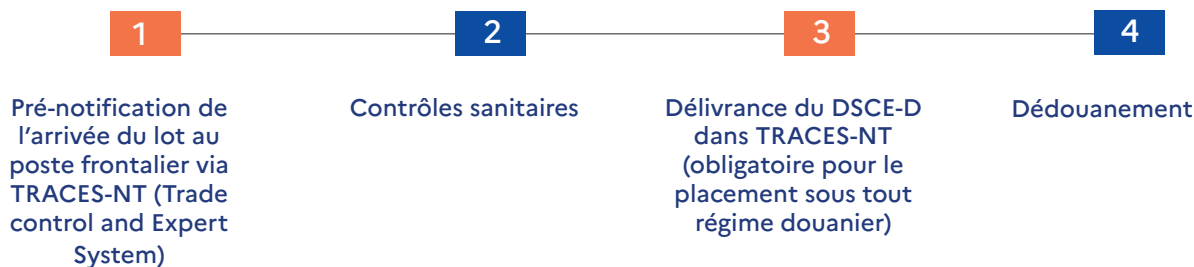 1
2
3
4
Pré-notification de
l'arrivée du lot au
poste frontalier via
TRACES-NT (Trade
control and Expert
System)
Contrôles sanitaires
Délivrance du DSCE-D
dans TRACES-NT
(obligatoire pour le
placement sous tout
régime douanier)
Dédouanement